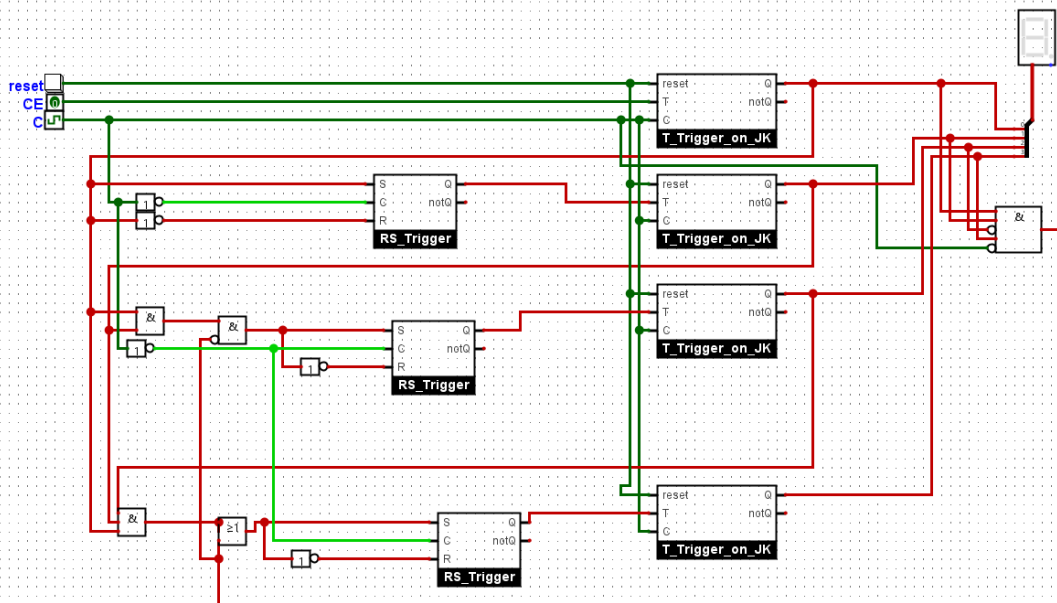 reset
CE 0
C
reset Q
T notQ
C
T_Trigger_on_JK
S Q
C notQ
R
RS_Trigger
1
1
reset Q
T notQ
C
T_Trigger_on_JK
&
reset Q
T notQ
C
T_Trigger_on_JK
&
&
1
S Q
C notQ
R
RS_Trigger
1
reset Q
T notQ
C
T_Trigger_on_JK
&
≥1
S Q
C notQ
R
RS_Trigger
1